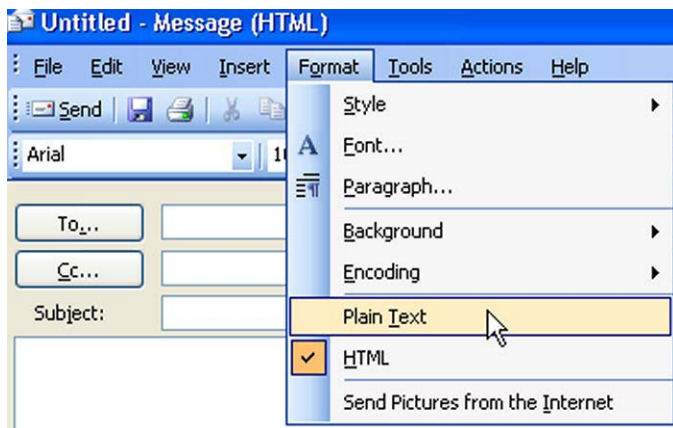 Untitled - Message (HTML)
File Edit View Insert Format Tools Actions Help
Send
Style
Arial
Font...
Paragraph...
To...
Background
Cc...
Encoding
Subject:
Plain Text
HTML
Send Pictures from the Internet